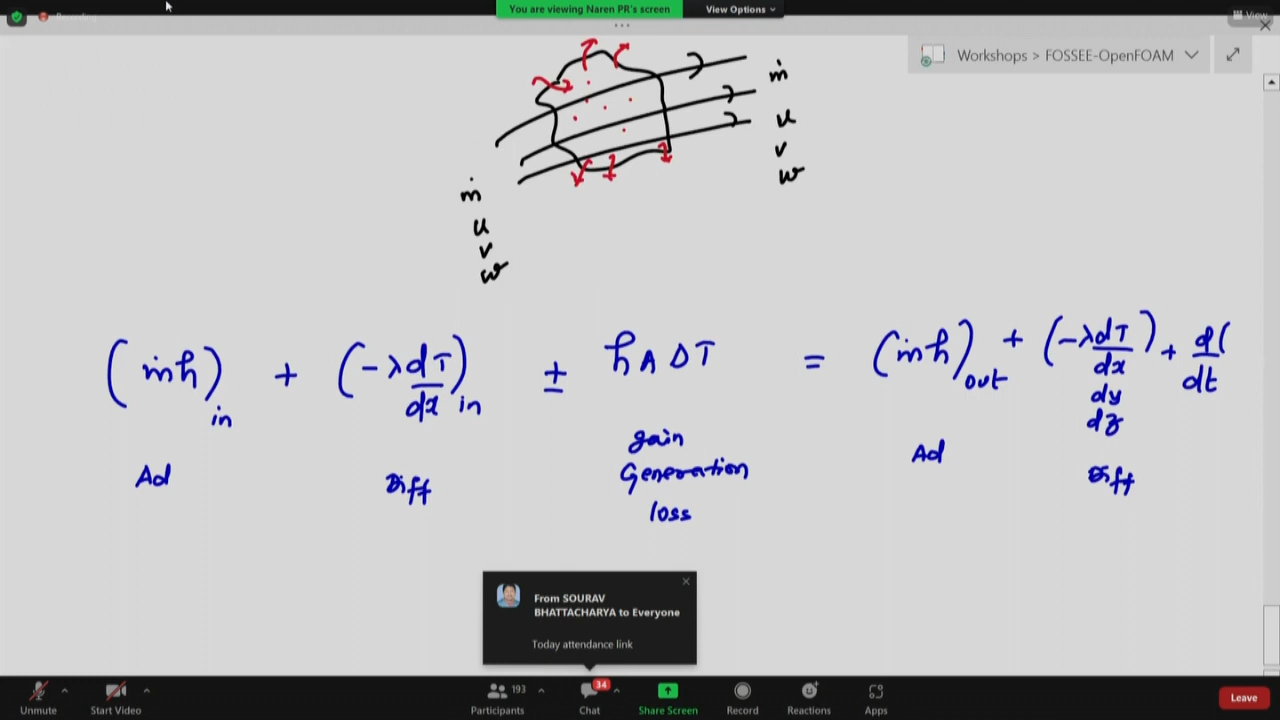 You are viewing Naren PR's screen
View Options
Recording
View
Workshops > FOSSEE-OpenFOAM
ṁ
u
v
w
ṁ
u
v
w
(ṁh)in + (-λ dT/dx)in ± hAΔT = (ṁh)out + (-λ dT/dx dy dz) + d(/dt
Ad
Diff
gain
Generation
loss
Ad
Diff
From SOURAV
BHATTACHARYA to Everyone
Today attendance link
Unmute
Start Video
193
Participants
34
Chat
Share Screen
Record
Reactions
Apps
Leave